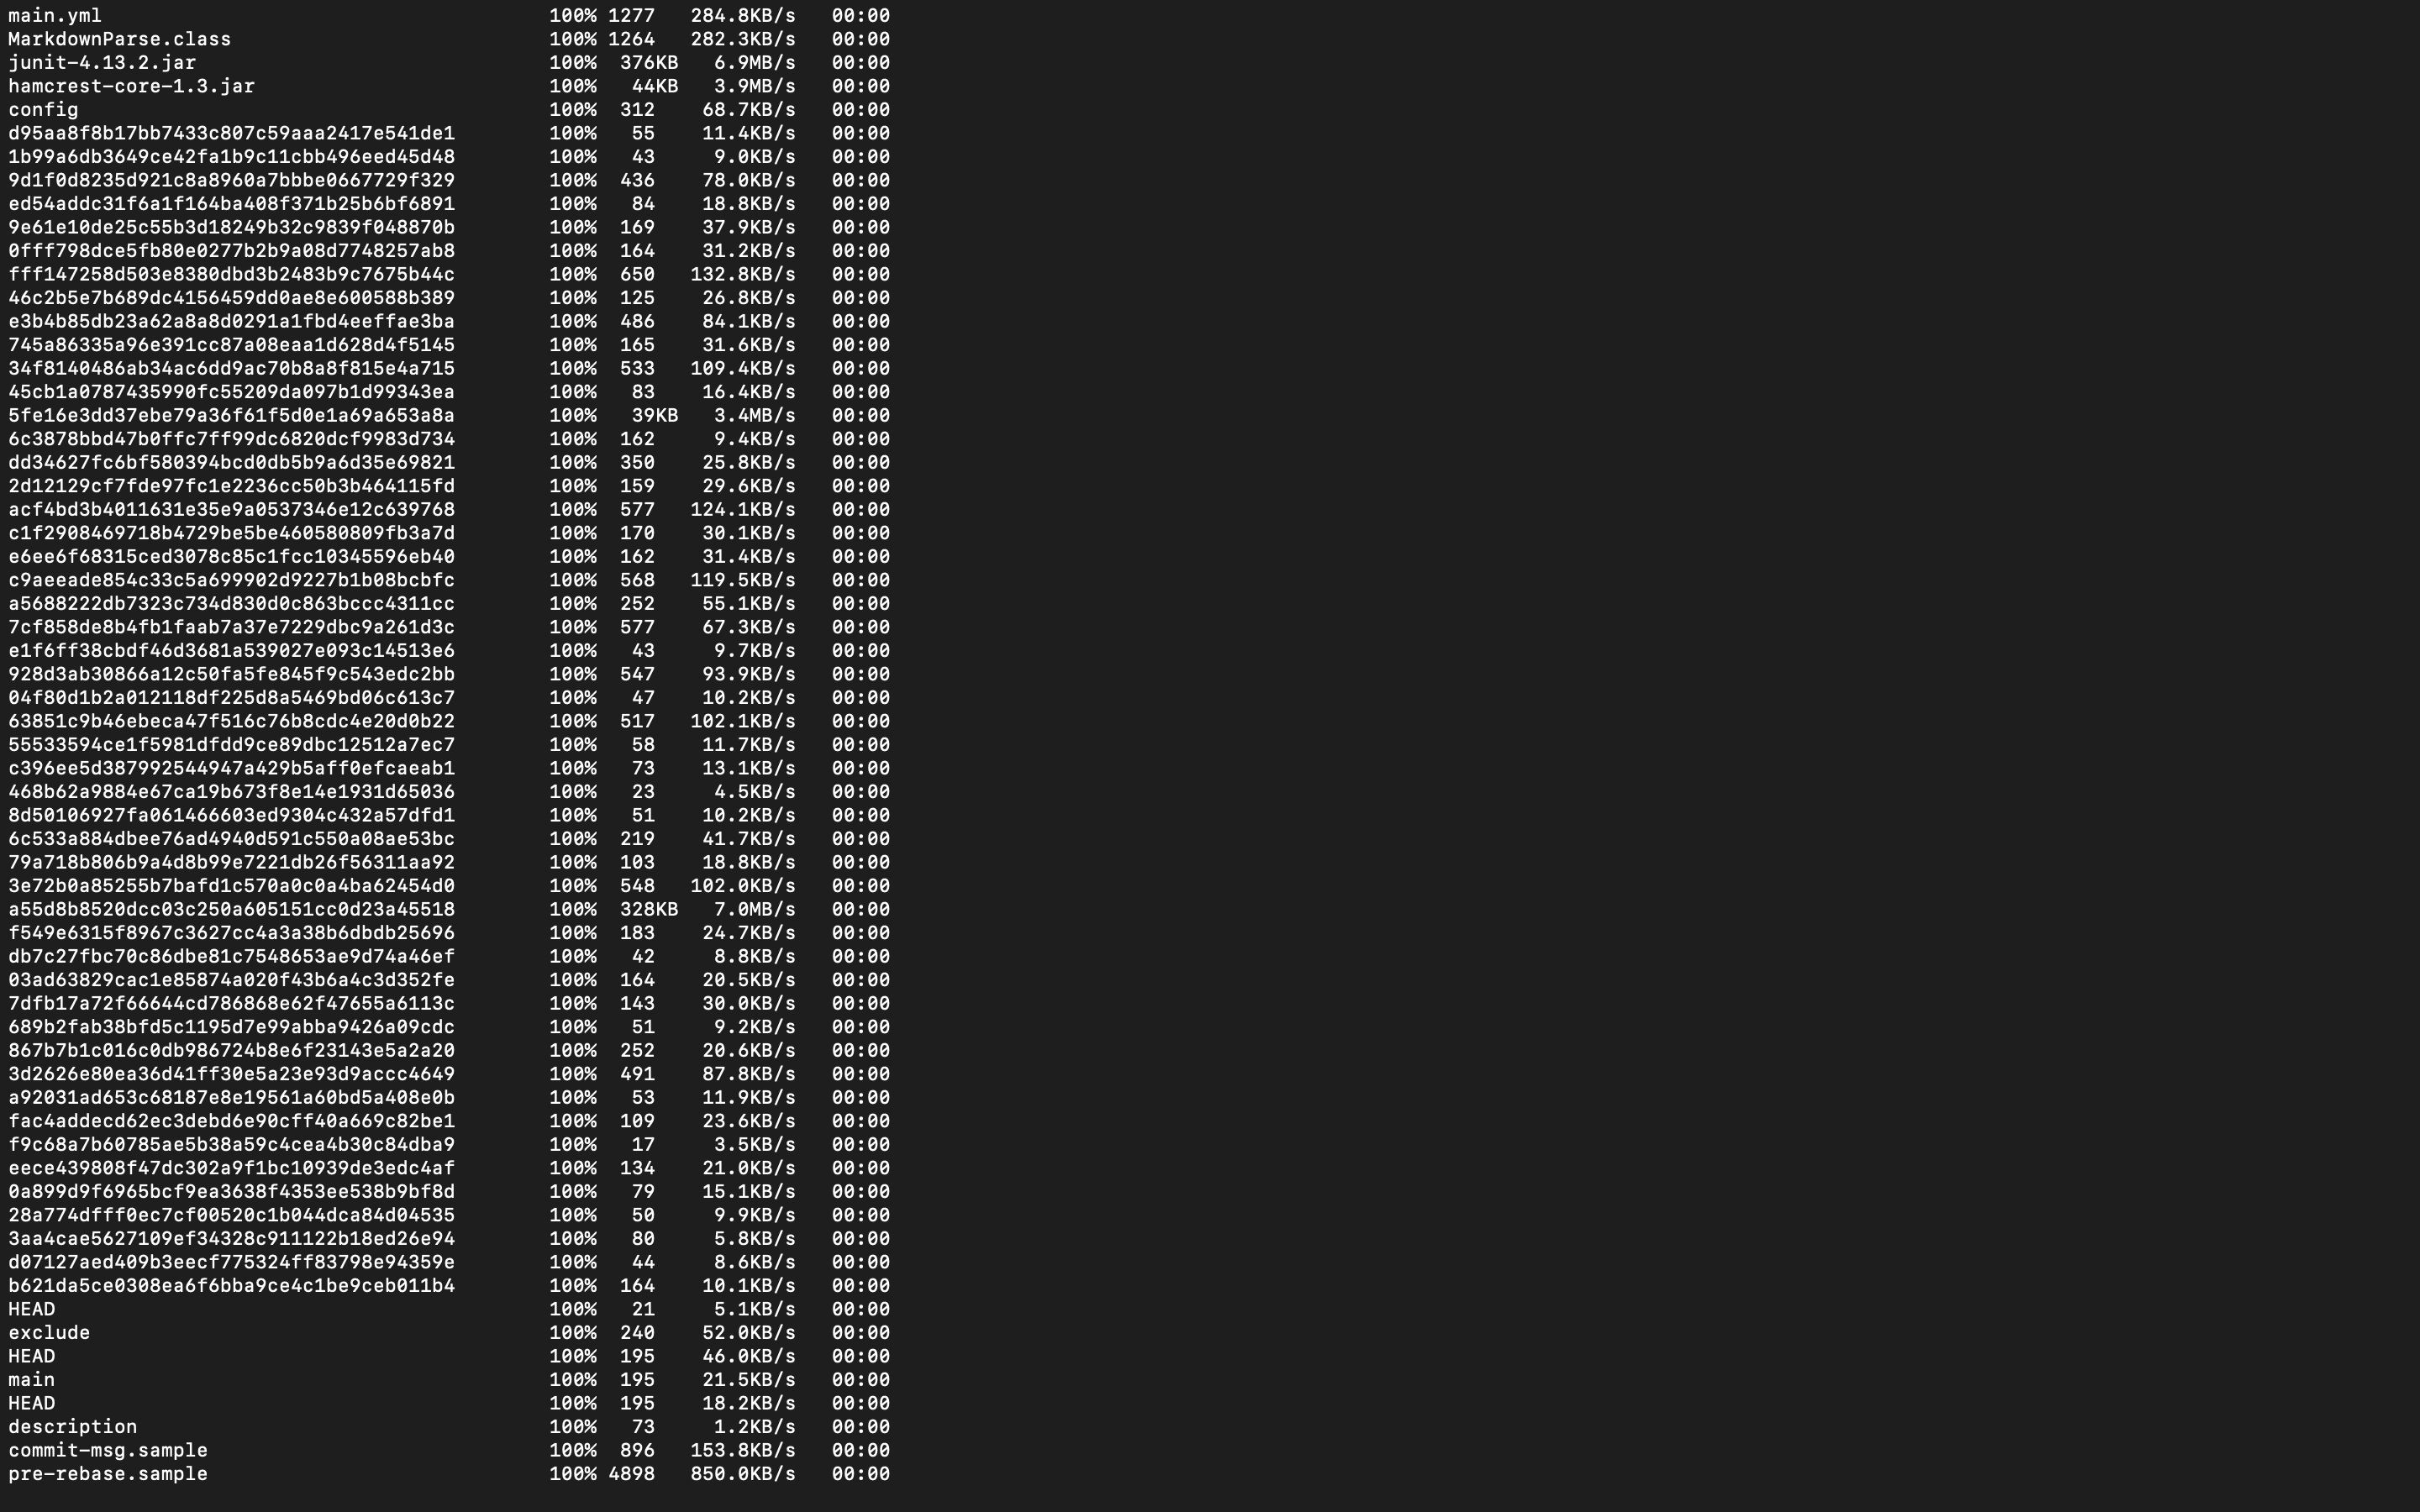 main.yml 100% 1277 284.8KB/s 00:00
MarkdownParse.class 100% 1264 282.3KB/s 00:00
junit-4.13.2.jar 100% 376KB 6.9MB/s 00:00
hamcrest-core-1.3.jar 100% 44KB 3.9MB/s 00:00
config 100% 312 68.7KB/s 00:00
d95aa8f8b17bb7433c807c59aaa2417e541de1 100% 55 11.4KB/s 00:00
1b99a6db3649ce42fa1b9c11cbb496eed45d48 100% 43 9.0KB/s 00:00
9d1f0d8235d921c8a8960a7bbbe0667729f329 100% 436 78.0KB/s 00:00
ed54addc31f6a1f164ba408f371b25b6bf6891 100% 84 18.8KB/s 00:00
9e61e10de25c55b3d18249b32c9839f048870b 100% 169 37.9KB/s 00:00
0fff798dce5fb80e0277b2b9a08d7748257ab8 100% 164 31.2KB/s 00:00
fff147258d503e8380dbd3b2483b9c7675b44c 100% 650 132.8KB/s 00:00
46c2b5e7b689dc4156459dd0ae8e600588b389 100% 125 26.8KB/s 00:00
e3b4b85db23a62a8a8d0291a1fbd4eeffae3ba 100% 486 84.1KB/s 00:00
745a86335a96e391cc87a08eaa1d628d4f5145 100% 165 31.6KB/s 00:00
34f8140486ab34ac6dd9ac70b8a8f815e4a715 100% 533 109.4KB/s 00:00
45cb1a0787435990fc55209da097b1d99343ea 100% 83 16.4KB/s 00:00
5fe16e3dd37ebe79a36f61f5d0e1a69a653a8a 100% 39KB 3.4MB/s 00:00
6c3878bbd47b0ffc7ff99dc6820dcf9983d734 100% 162 9.4KB/s 00:00
dd34627fc6bf580394bcd0db5b9a6d35e69821 100% 350 25.8KB/s 00:00
2d12129cf7fde97fc1e2236cc50b3b464115fd 100% 159 29.6KB/s 00:00
acf4bd3b4011631e35e9a0537346e12c639768 100% 577 124.1KB/s 00:00
c1f2908469718b4729be5be460580809fb3a7d 100% 170 30.1KB/s 00:00
e6ee6f68315ced3078c85c1fcc10345596eb40 100% 162 31.4KB/s 00:00
c9aeeade854c33c5a699902d9227b1b08bcbfc 100% 568 119.5KB/s 00:00
a5688222db7323c734d830d0c863bccc4311cc 100% 252 55.1KB/s 00:00
7cf858de8b4fb1faab7a37e7229dbc9a261d3c 100% 577 67.3KB/s 00:00
e1f6ff38cbdf46d3681a539027e093c14513e6 100% 43 9.7KB/s 00:00
928d3ab30866a12c50fa5fe845f9c543edc2bb 100% 547 93.9KB/s 00:00
04f80d1b2a012118df225d8a5469bd06c613c7 100% 47 10.2KB/s 00:00
63851c9b46ebeca47f516c76b8cdc4e20d0b22 100% 517 102.1KB/s 00:00
55533594ce1f5981dfdd9ce89dbc12512a7ec7 100% 58 11.7KB/s 00:00
c396ee5d387992544947a429b5aff0efcaeab1 100% 73 13.1KB/s 00:00
468b62a9884e67ca19b673f8e14e1931d65036 100% 23 4.5KB/s 00:00
8d50106927fa061466603ed9304c432a57dfd1 100% 51 10.2KB/s 00:00
6c533a884dbee76ad4940d591c550a08ae53bc 100% 219 41.7KB/s 00:00
79a718b806b9a4d8b99e7221db26f56311aa92 100% 103 18.8KB/s 00:00
3e72b0a85255b7bafd1c570a0c0a4ba62454d0 100% 548 102.0KB/s 00:00
a55d8b8520dcc03c250a605151cc0d23a45518 100% 328KB 7.0MB/s 00:00
f549e6315f8967c3627cc4a3a38b6dbdb25696 100% 183 24.7KB/s 00:00
db7c27fbc70c86dbe81c7548653ae9d74a46ef 100% 42 8.8KB/s 00:00
03ad63829cac1e85874a020f43b6a4c3d352fe 100% 164 20.5KB/s 00:00
7dfb17a72f66644cd786868e62f47655a6113c 100% 143 30.0KB/s 00:00
689b2fab38bfd5c1195d7e99abba9426a09cdc 100% 51 9.2KB/s 00:00
867b7b1c016c0db986724b8e6f23143e5a2a20 100% 252 20.6KB/s 00:00
3d2626e80ea36d41ff30e5a23e93d9accc4649 100% 491 87.8KB/s 00:00
a92031ad653c68187e8e19561a60bd5a408e0b 100% 53 11.9KB/s 00:00
fac4addecd62ec3debd6e90cff40a669c82be1 100% 109 23.6KB/s 00:00
f9c68a7b60785ae5b38a59c4cea4b30c84dba9 100% 17 3.5KB/s 00:00
eece439808f47dc302a9f1bc10939de3edc4af 100% 134 21.0KB/s 00:00
0a899d9f6965bcf9ea3638f4353ee538b9bf8d 100% 79 15.1KB/s 00:00
28a774dfff0ec7cf00520c1b044dca84d04535 100% 50 9.9KB/s 00:00
3aa4cae5627109ef34328c911122b18ed26e94 100% 80 5.8KB/s 00:00
d07127aed409b3eecf775324ff83798e94359e 100% 44 8.6KB/s 00:00
b621da5ce0308ea6f6bba9ce4c1be9ceb011b4 100% 164 10.1KB/s 00:00
HEAD 100% 21 5.1KB/s 00:00
exclude 100% 240 52.0KB/s 00:00
HEAD 100% 195 46.0KB/s 00:00
main 100% 195 21.5KB/s 00:00
HEAD 100% 195 18.2KB/s 00:00
description 100% 73 1.2KB/s 00:00
commit-msg.sample 100% 896 153.8KB/s 00:00
pre-rebase.sample 100% 4898 850.0KB/s 00:00